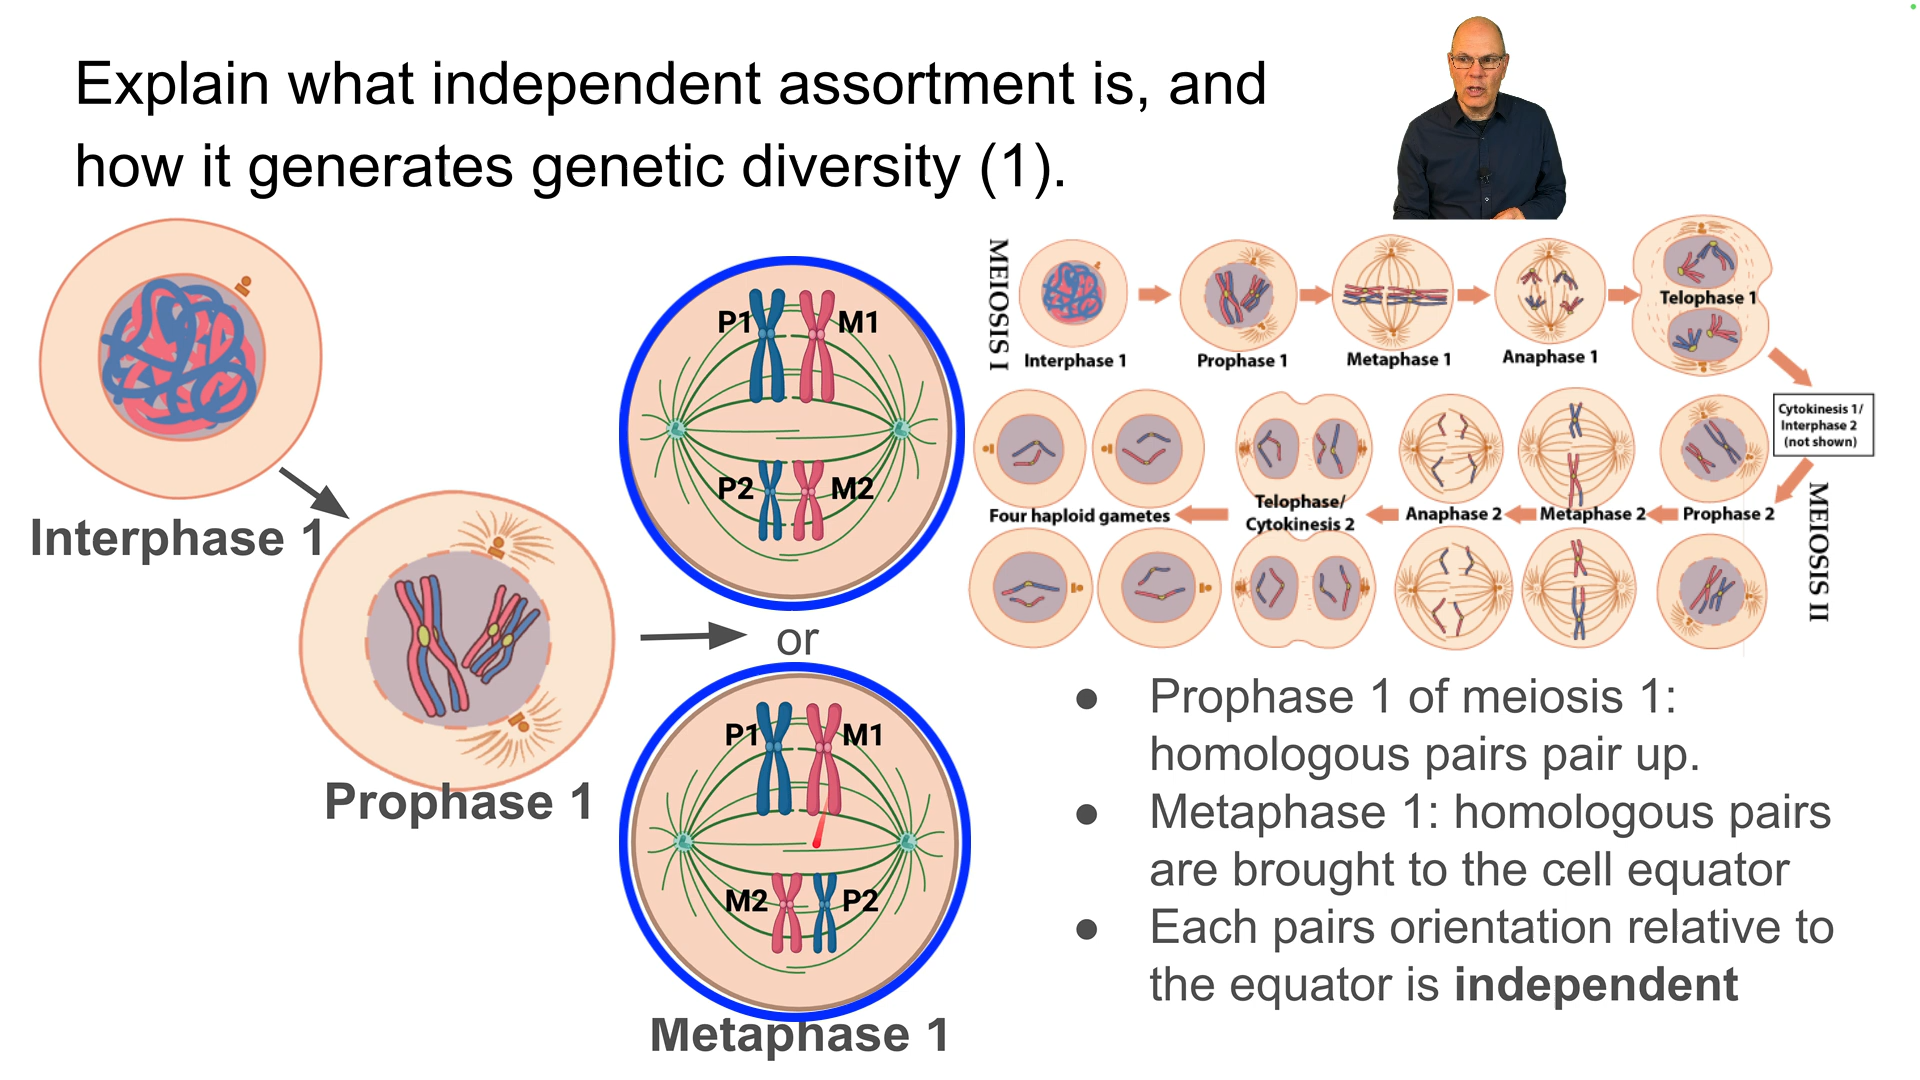 Explain what independent assortment is, and
how it generates genetic diversity (1).
Interphase 1
Prophase 1
P1 M1
P2 M2
or
P1 M1
M2 P2
Metaphase 1
MEIOSIS I
Interphase 1
Prophase 1
Metaphase 1
Anaphase 1
Telophase 1
Cytokinesis 1/
Interphase 2
(not shown)
MEIOSIS II
Prophase 2
Metaphase 2
Anaphase 2
Telophase/
Cytokinesis 2
Four haploid gametes
● Prophase 1 of meiosis 1:
homologous pairs pair up.
● Metaphase 1: homologous pairs
are brought to the cell equator
● Each pairs orientation relative to
the equator is independent